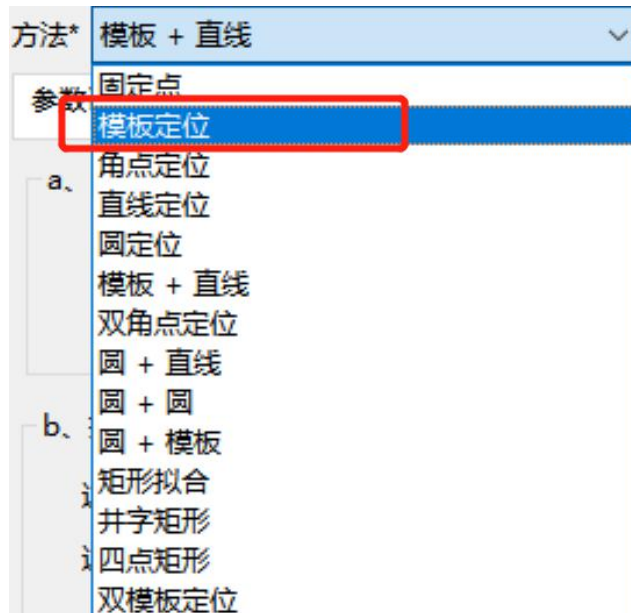 方法* 模板 + 直线
固定点
参数
模板定位
角点定位
a、
直线定位
圆定位
模板 + 直线
双角点定位
圆 + 直线
圆 + 圆
b、
圆 + 模板
矩形拟合
井字矩形
四点矩形
双模板定位